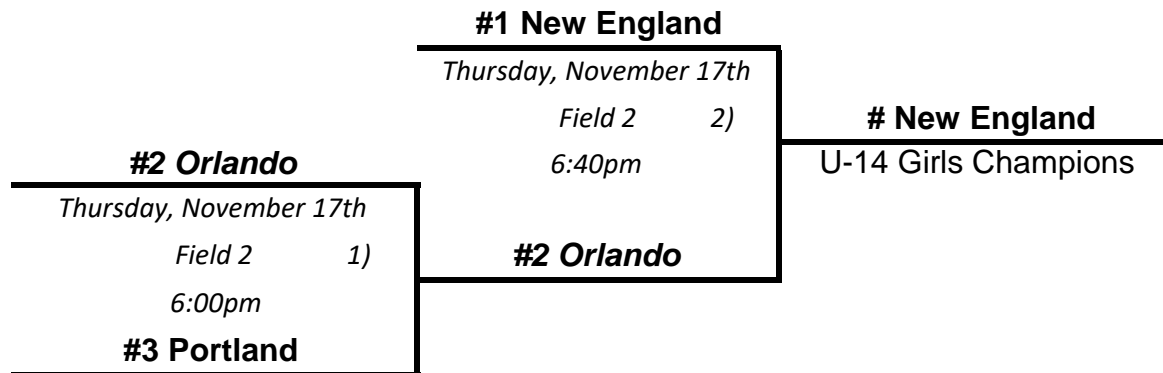 #1 New England
Thursday, November 17th
Field 2 2)
# New England
#2 Orlando
6:40pm
U-14 Girls Champions
Thursday, November 17th
Field 2 1)
#2 Orlando
6:00pm
#3 Portland